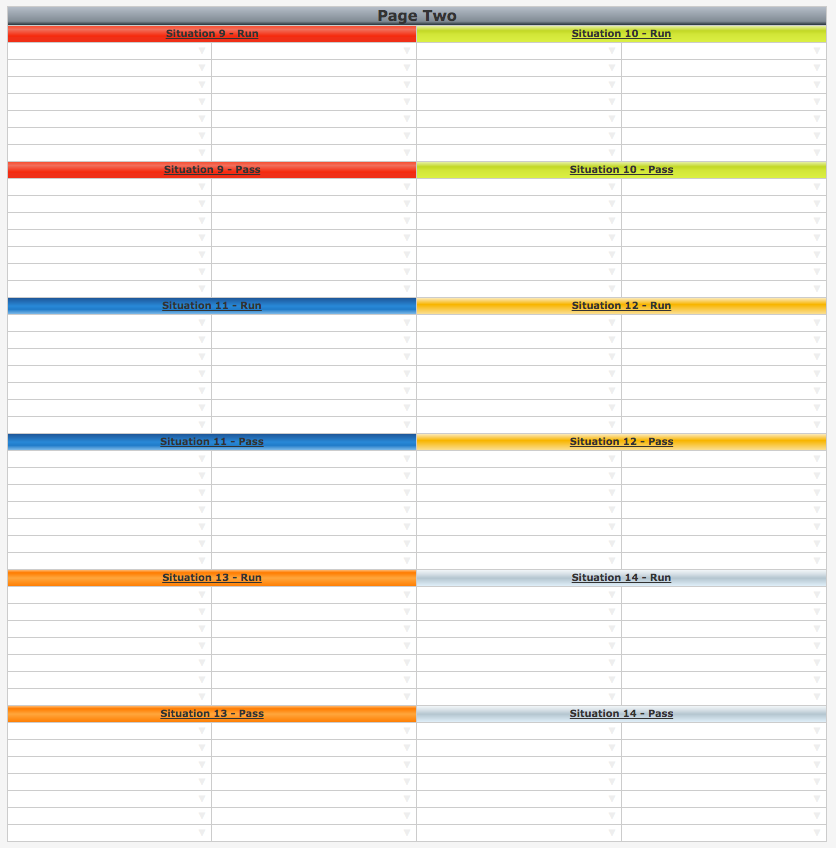 Page Two
Situation 9 - Run
Situation 10 - Run
Situation 9 - Pass
Situation 10 - Pass
Situation 11 - Run
Situation 12 - Run
Situation 11 - Pass
Situation 12 - Pass
Situation 13 - Run
Situation 14 - Run
Situation 13 - Pass
Situation 14 - Pass